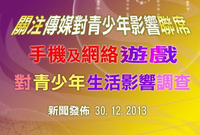 關注傳媒對青少年影響聯席
手機及網絡遊戲
對青少年生活影響調查
新聞發佈 30. 12. 2013